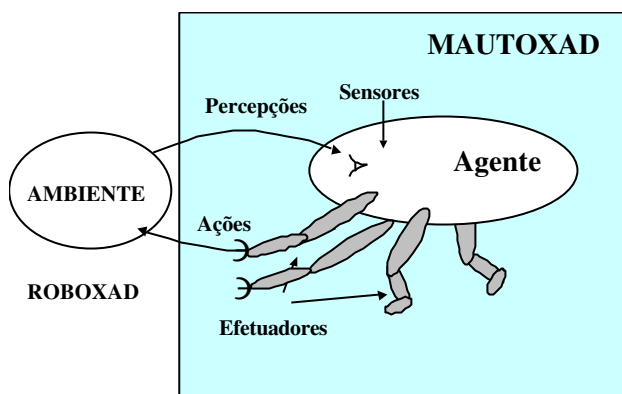 MAUTOXAD
Percepções
Sensores
Agente
AMBIENTE
Ações
ROBOXAD
Efetuadores